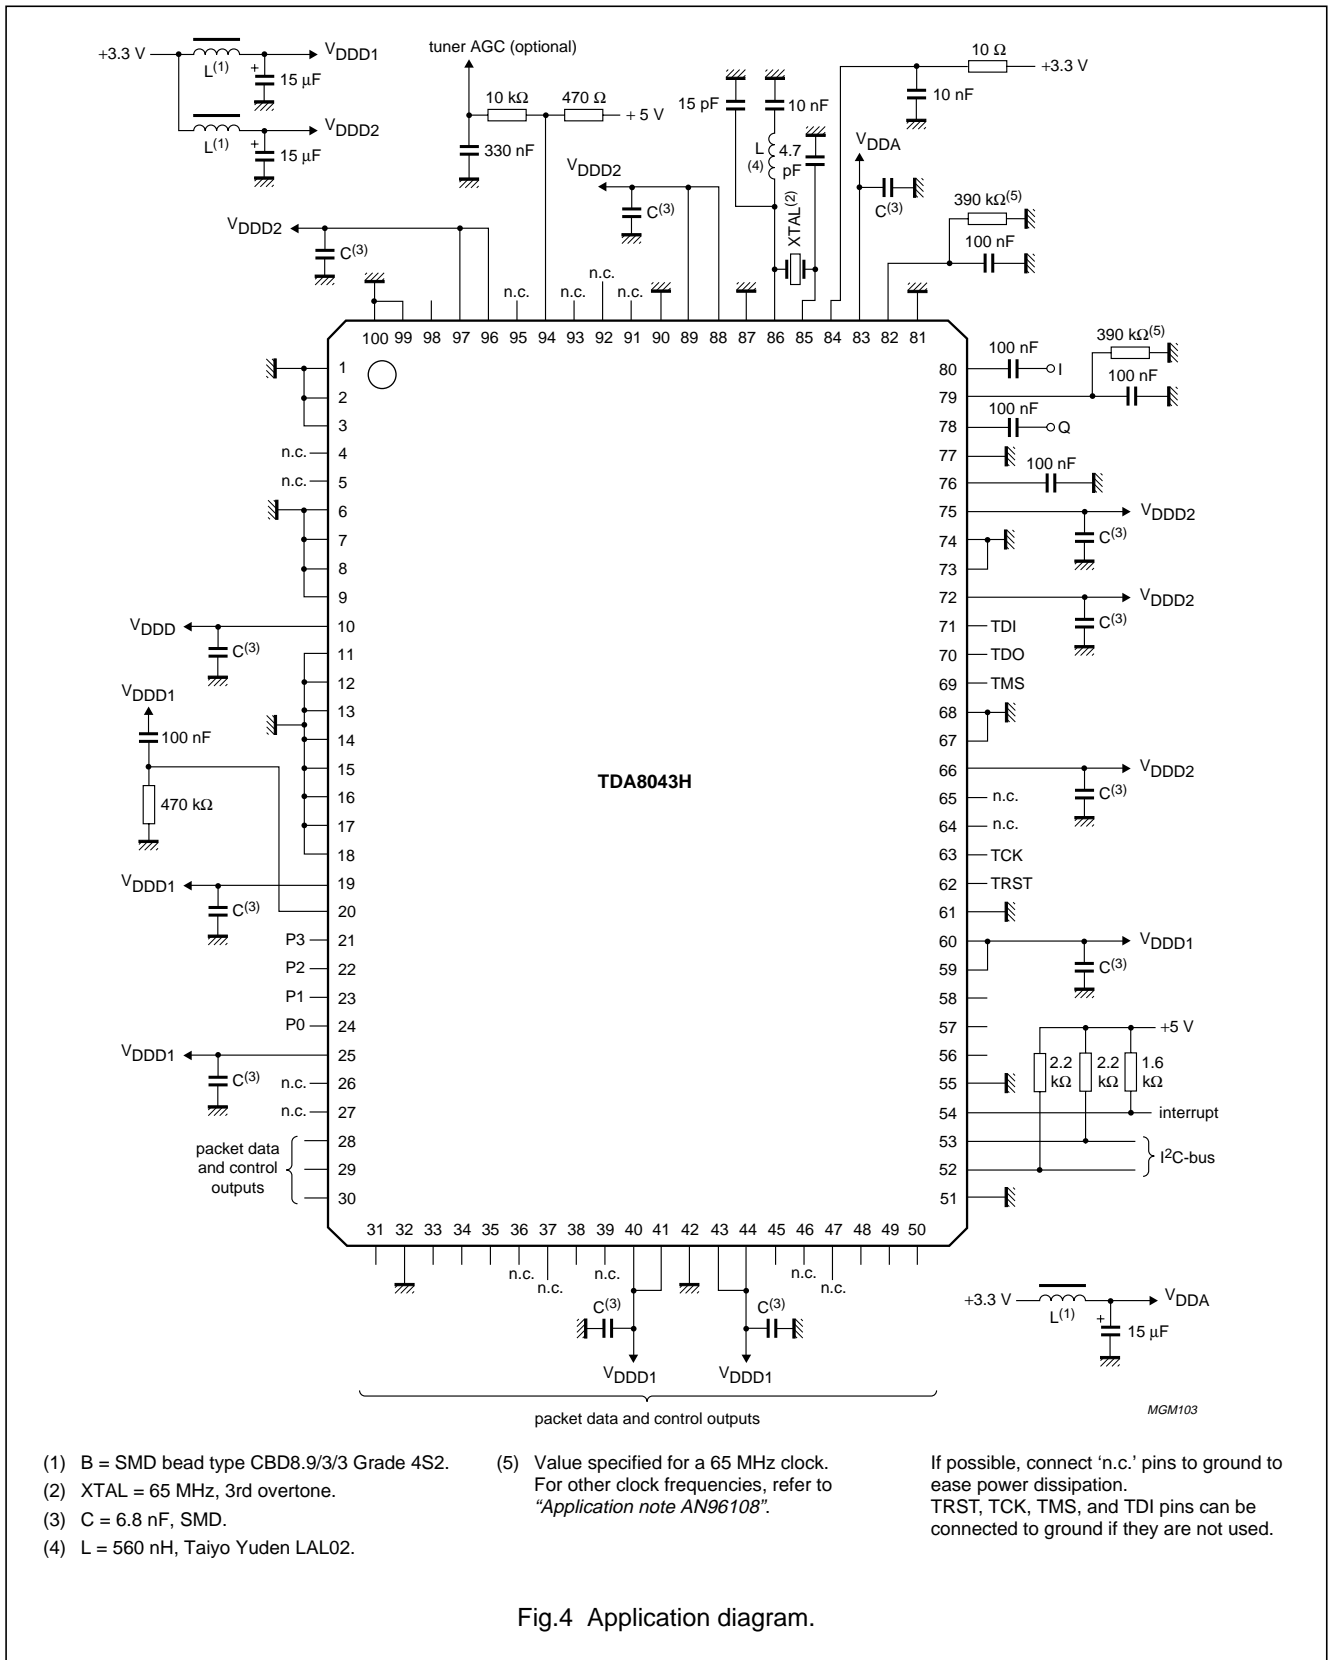 +3.3 V
L(1)
+
15 μF
VDDD1
L(1)
+
15 μF
VDDD2
tuner AGC (optional)
10 kΩ
470 Ω
+ 5 V
330 nF
VDDD2
C(3)
VDDD2
C(3)
15 pF
10 nF
L
(4)
4.7
pF
XTAL(2)
10 Ω
+3.3 V
10 nF
VDDA
C(3)
390 kΩ(5)
100 nF
n.c.
n.c.
n.c.
n.c.
100 99 98 97 96 95 94 93 92 91 90 89 88 87 86 85 84 83 82 81
1
2
3
n.c. 4
n.c. 5
6
7
8
9
VDDD 10
C(3)
11
12
13
14
15
16
17
18
VDDD1
100 nF
470 kΩ
VDDD1 19
C(3)
20
P3 21
P2 22
P1 23
P0 24
VDDD1 25
C(3)
n.c. 26
n.c. 27
28
29
30
packet data
and control
outputs
TDA8043H
80 100 nF I
390 kΩ(5)
79 100 nF
78 100 nF Q
77
76 100 nF
75 VDDD2
C(3)
74
73
72 VDDD2
C(3)
71 TDI
70 TDO
69 TMS
68
67
66 VDDD2
C(3)
65 n.c.
64 n.c.
63 TCK
62 TRST
61
60 VDDD1
59 C(3)
58
57
56
55
+5 V
2.2
kΩ
2.2
kΩ
1.6
kΩ
54 interrupt
53
52
I2C-bus
51
31 32 33 34 35 36 37 38 39 40 41 42 43 44 45 46 47 48 49 50
n.c.
n.c.
n.c.
n.c.
n.c.
C(3)
C(3)
VDDD1
VDDD1
packet data and control outputs
+3.3 V
L(1)
+
15 μF
VDDA
MGM103
(1) B = SMD bead type CBD8.9/3/3 Grade 4S2.
(2) XTAL = 65 MHz, 3rd overtone.
(3) C = 6.8 nF, SMD.
(4) L = 560 nH, Taiyo Yuden LAL02.
(5) Value specified for a 65 MHz clock.
For other clock frequencies, refer to
“Application note AN96108”.
If possible, connect ‘n.c.’ pins to ground to
ease power dissipation.
TRST, TCK, TMS, and TDI pins can be
connected to ground if they are not used.
Fig.4 Application diagram.